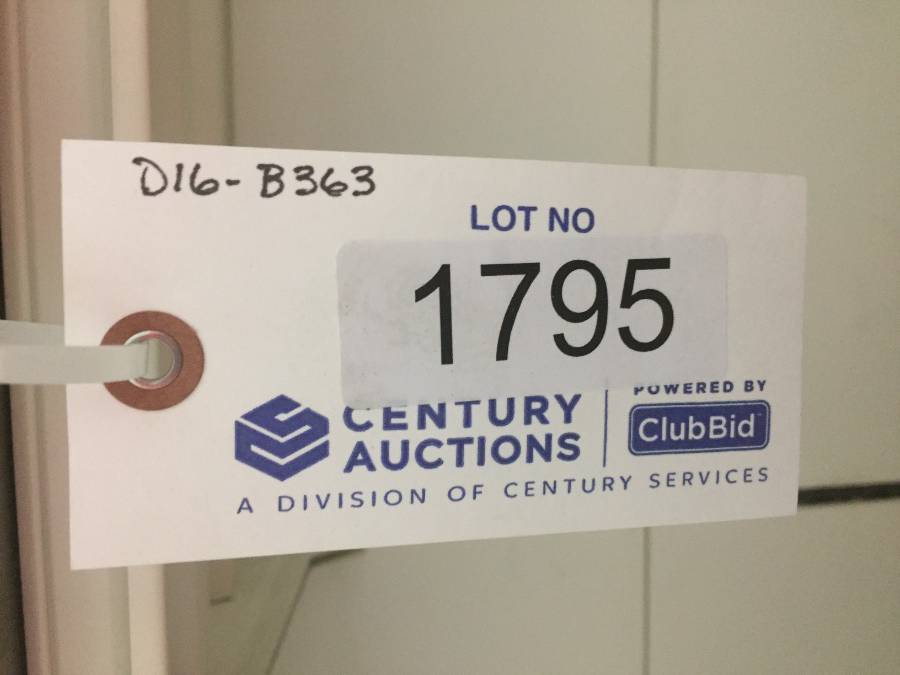 D16-B363
LOT NO
1795
CENTURY AUCTIONS
POWERED BY
ClubBid
A DIVISION OF CENTURY SERVICES